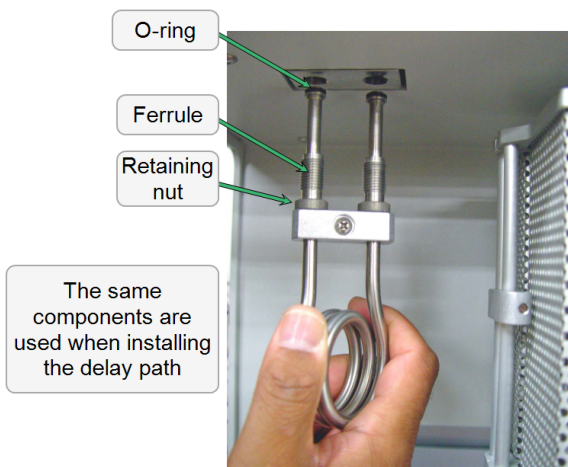 O-ring
Ferrule
Retaining
nut
The same
components are
used when installing
the delay path